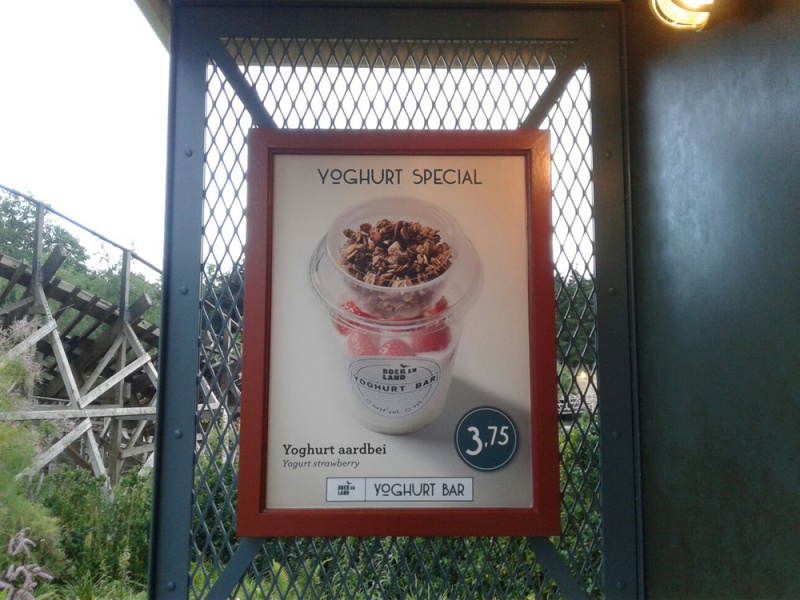 YOGHURT SPECIAL
BOER EN
LAND
YOGHURT BAR
3,75
Yoghurt aardbei
Yogurt strawberry
BOER EN
LAND
YOGHURT BAR